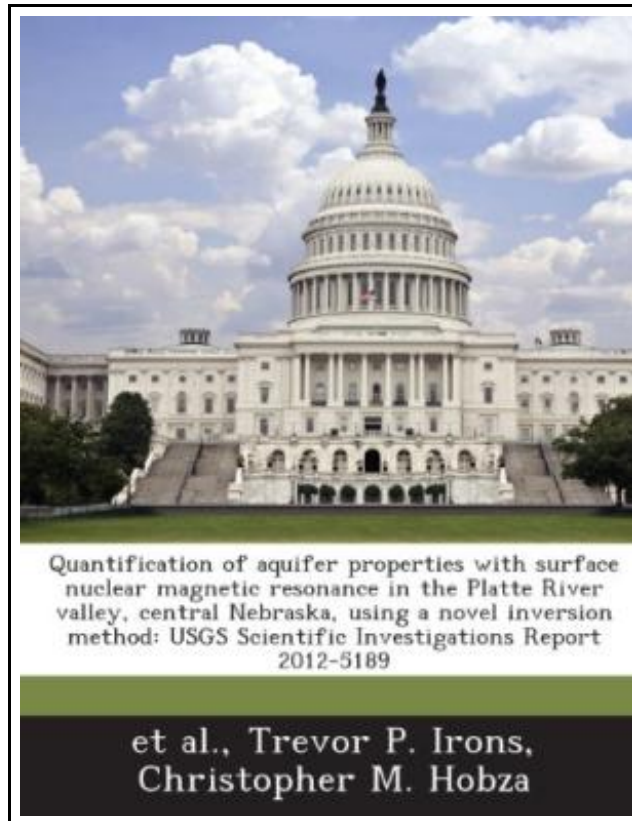 Quantification of aquifer properties with surface
nuclear magnetic resonance in the Platte River
valley, central Nebraska, using a novel inversion
method: USGS Scientific Investigations Report
2012-5189
et al., Trevor P. Irons,
Christopher M. Hobza